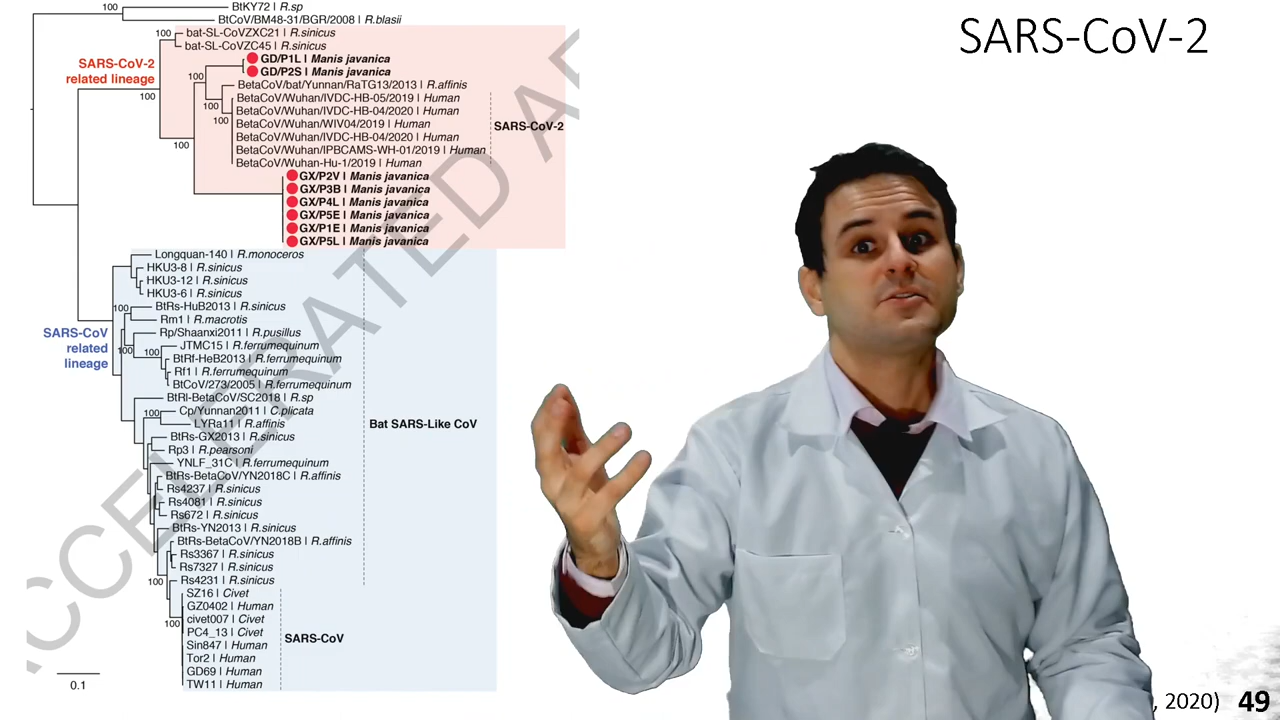 SARS-CoV-2
100 BtKY72 | R.sp
BtCoV/BM48-31/BGR/2008 | R.blasii
100 bat-SL-CoVZXC21 | R.sinicus
bat-SL-CoVZC45 | R.sinicus
SARS-CoV-2
related lineage
GD/P1L | Manis javanica
GD/P2S | Manis javanica
100
BetaCoV/bat/Yunnan/RaTG13/2013 | R.affinis
100
BetaCoV/Wuhan/IVDC-HB-05/2019 | Human
100
BetaCoV/Wuhan/IVDC-HB-04/2020 | Human
100
BetaCoV/Wuhan/WIV04/2019 | Human
SARS-CoV-2
BetaCoV/Wuhan/IVDC-HB-04/2020 | Human
100
BetaCoV/Wuhan/IPBCAMS-WH-01/2019 | Human
BetaCoV/Wuhan-Hu-1/2019 | Human
GX/P2V | Manis javanica
GX/P3B | Manis javanica
GX/P4L | Manis javanica
GX/P5E | Manis javanica
GX/P1E | Manis javanica
GX/P5L | Manis javanica
Longquan-140 | R.monoceros
HKU3-8 | R.sinicus
HKU3-12 | R.sinicus
HKU3-6 | R.sinicus
100 BtRs-HuB2013 | R.sinicus
Rm1 | R.macrotis
SARS-CoV
related
lineage
Rp/Shaanxi2011 | R.pusillus
JTMC15 | R.ferrumequinum
100 100
BtRf-HeB2013 | R.ferrumequinum
Rf1 | R.ferrumequinum
BtCoV/273/2005 | R.ferrumequinum
BtRl-BetaCoV/SC2018 | R.sp
100 Cp/Yunnan2011 | C.plicata
LYRa11 | R.affinis
Bat SARS-Like CoV
BtRs-GX2013 | R.sinicus
Rp3 | R.pearsoni
YNLF_31C | R.ferrumequinum
BtRs-BetaCoV/YN2018C | R.affinis
Rs4237 | R.sinicus
Rs4081 | R.sinicus
Rs672 | R.sinicus
BtRs-YN2013 | R.sinicus
BtRs-BetaCoV/YN2018B | R.affinis
Rs3367 | R.sinicus
Rs7327 | R.sinicus
100 Rs4231 | R.sinicus
SZ16 | Civet
GZ0402 | Human
civet007 | Civet
100 PC4_13 | Civet
SARS-CoV
Sin847 | Human
Tor2 | Human
GD69 | Human
TW11 | Human
0.1
CCELERATED A
, 2020) 49